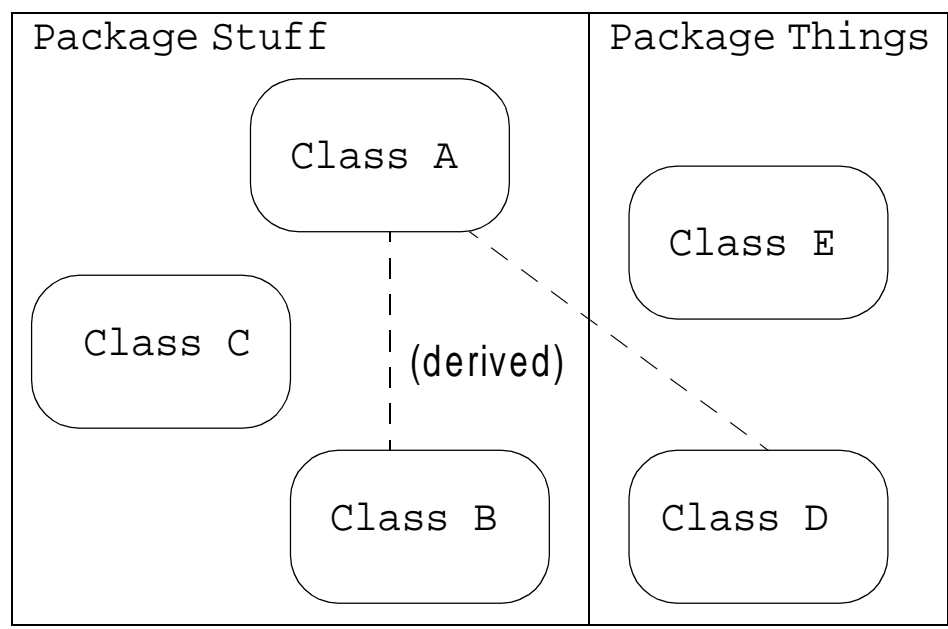 Package Stuff
Package Things
Class A
Class E
Class C
(derived)
Class B
Class D